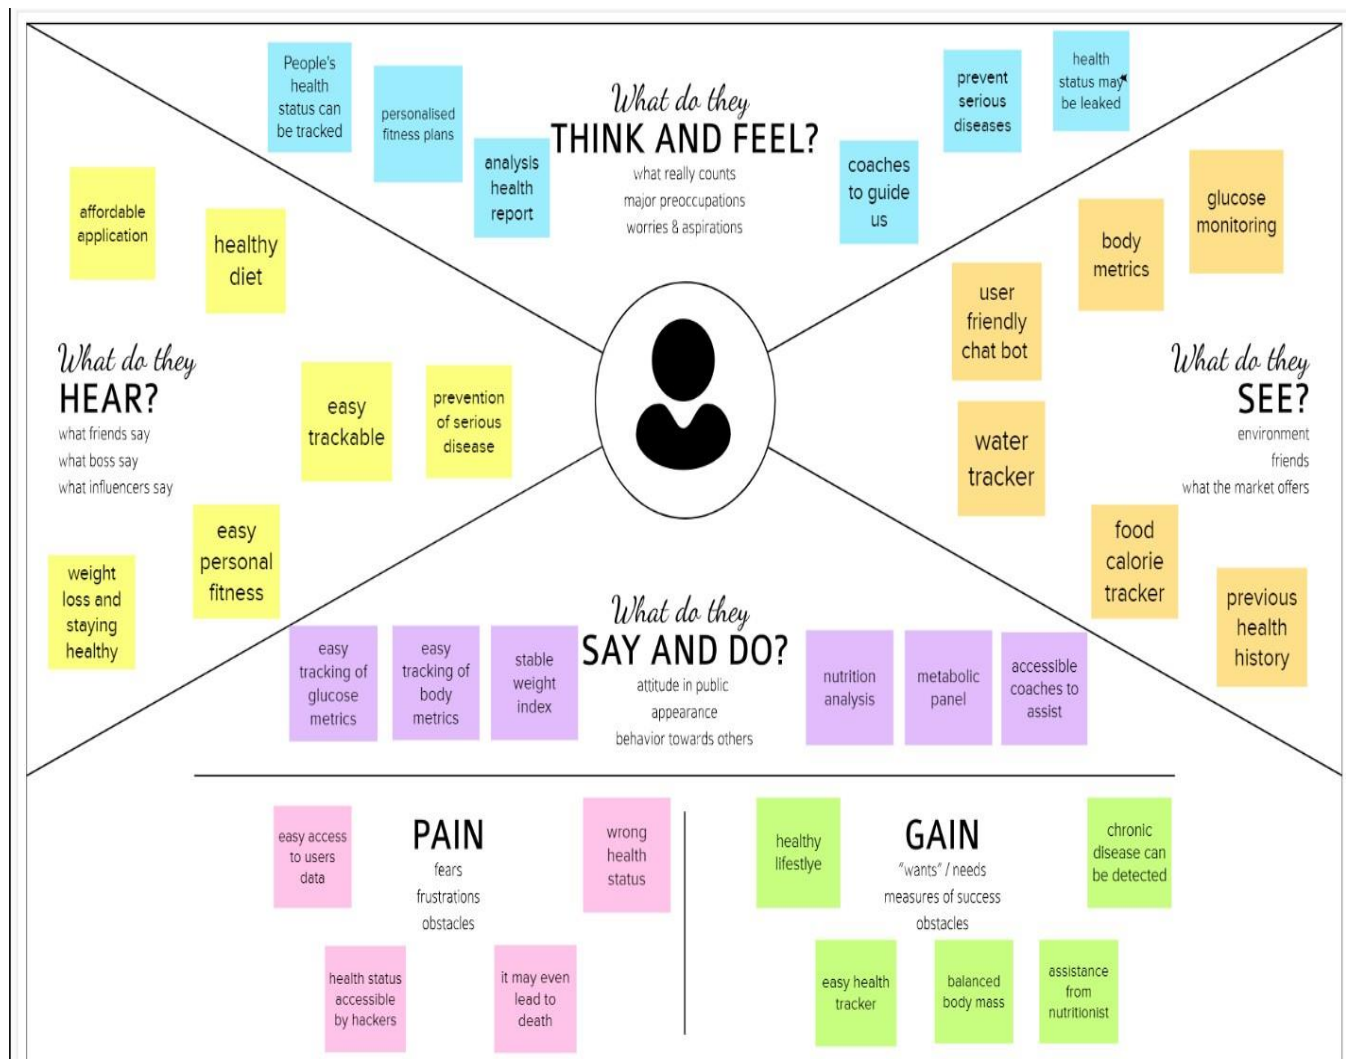 People's
health
status can
be tracked
personalised
fitness plans
analysis
health
report
What do they
THINK AND FEEL?
what really counts
major preoccupations
worries & aspirations
coaches
to guide
us
prevent
serious
diseases
health
status may
be leaked
affordable
application
healthy
diet
What do they
HEAR?
what friends say
what boss say
what influencers say
easy
trackable
prevention
of serious
disease
easy
personal
fitness
weight
loss and
staying
healthy
glucose
monitoring
body
metrics
user
friendly
chat bot
What do they
SEE?
environment
friends
what the market offers
water
tracker
food
calorie
tracker
previous
health
history
What do they
SAY AND DO?
attitude in public
appearance
behavior towards others
easy
tracking of
glucose
metrics
easy
tracking of
body
metrics
stable
weight
index
nutrition
analysis
metabolic
panel
accessible
coaches to
assist
PAIN
fears
frustrations
obstacles
easy access
to users
data
wrong
health
status
health status
accessible
by hackers
it may even
lead to
death
GAIN
"wants" / needs
measures of success
obstacles
healthy
lifestlye
chronic
disease can
be detected
easy health
tracker
balanced
body mass
assistance
from
nutritionist